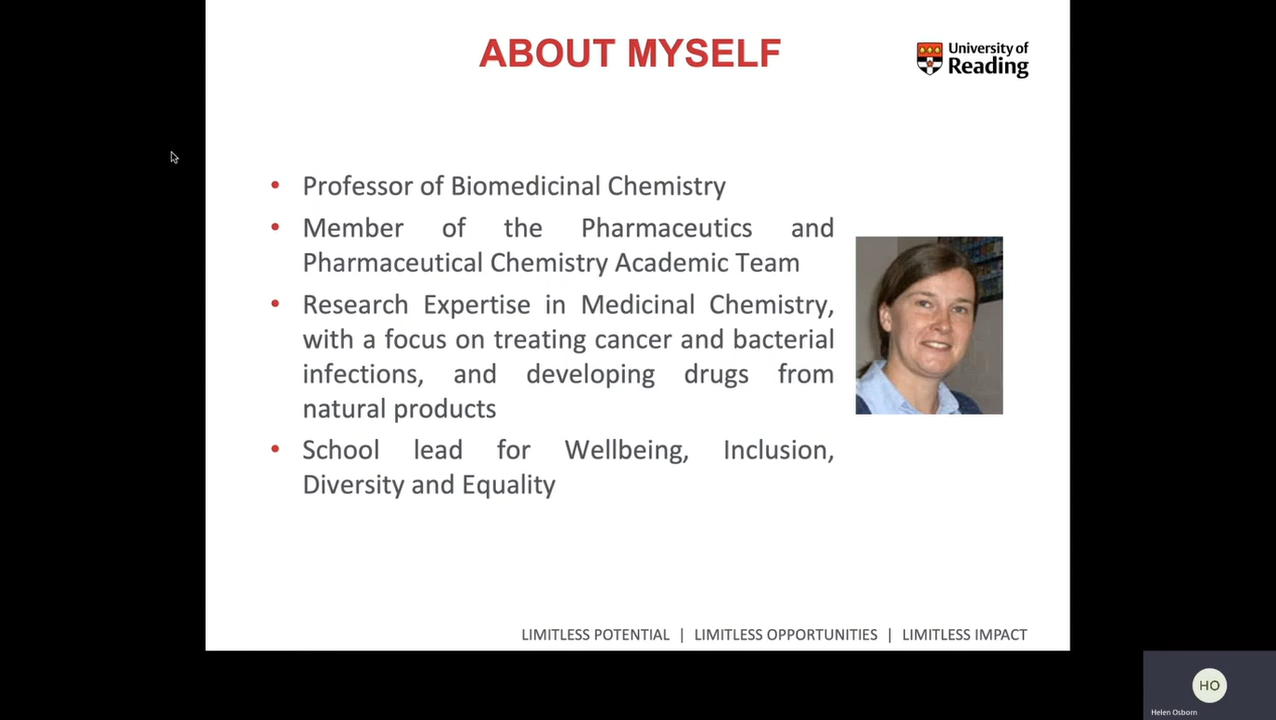 ABOUT MYSELF
University of
Reading
• Professor of Biomedicinal Chemistry
• Member of the Pharmaceutics and
Pharmaceutical Chemistry Academic Team
• Research Expertise in Medicinal Chemistry,
with a focus on treating cancer and bacterial
infections, and developing drugs from
natural products
• School lead for Wellbeing, Inclusion,
Diversity and Equality
LIMITLESS POTENTIAL | LIMITLESS OPPORTUNITIES | LIMITLESS IMPACT
HO
Helen Osborn